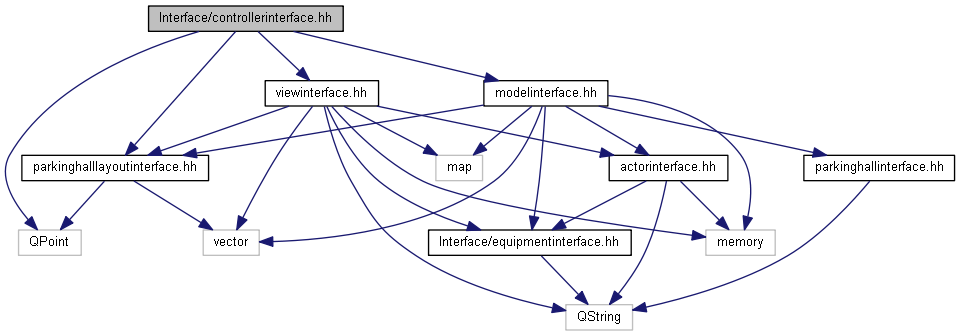 Interface/controllerinterface.hh
viewinterface.hh
modelinterface.hh
parkinghalllayoutinterface.hh
map
actorinterface.hh
parkinghallinterface.hh
QPoint
vector
Interface/equipmentinterface.hh
memory
QString